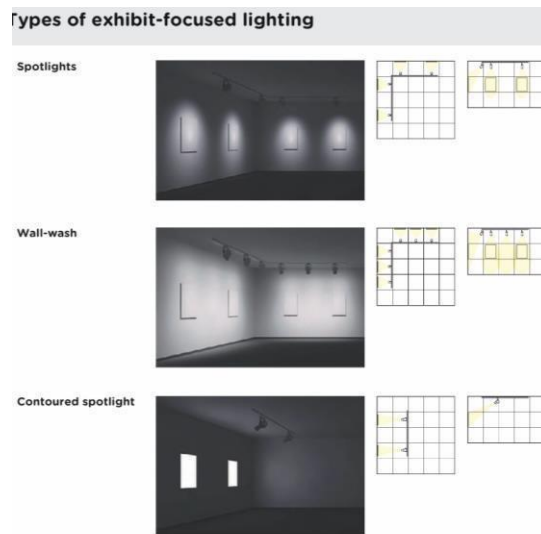 Types of exhibit-focused lighting
Spotlights
Wall-wash
Contoured spotlight